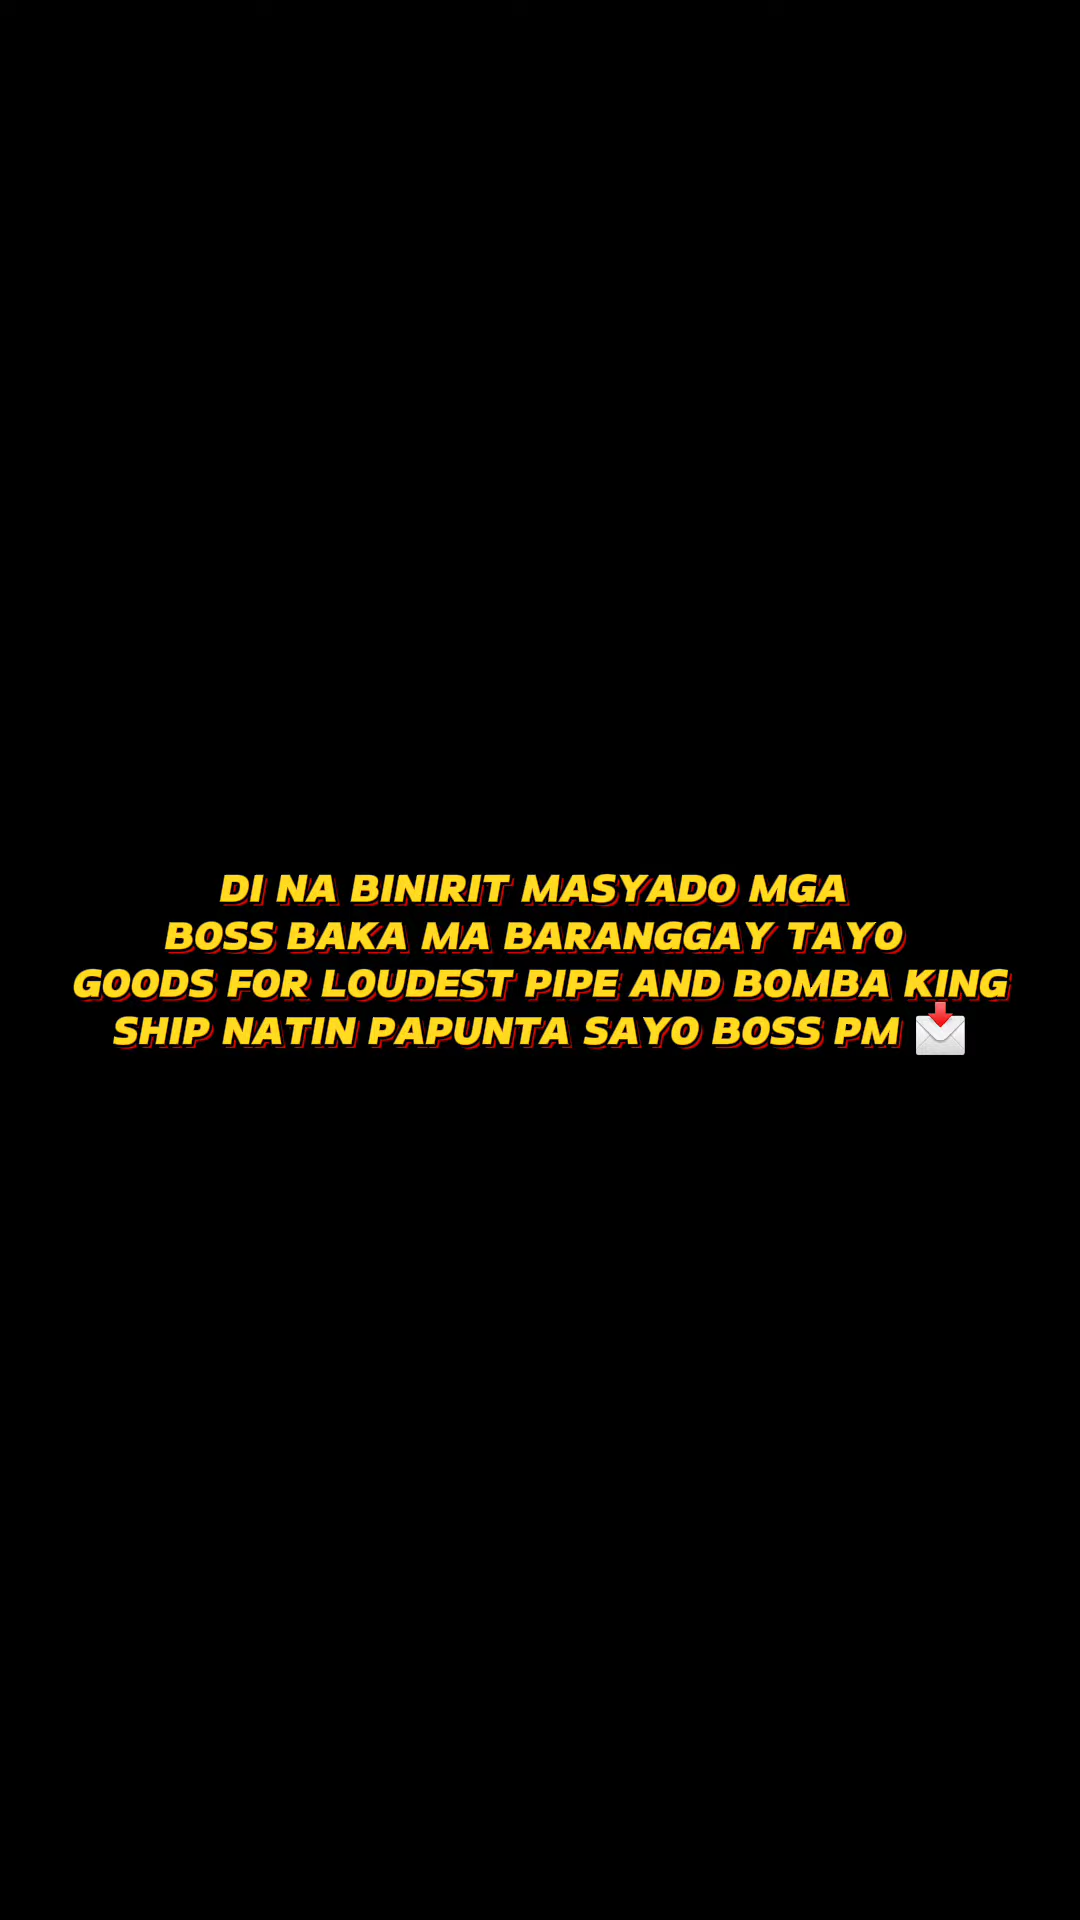 DI NA BINIRIT MASYADO MGA
BOSS BAKA MA BARANGGAY TAYO
GOODS FOR LOUDEST PIPE AND BOMBA KING
SHIP NATIN PAPUNTA SAYO BOSS PM 📩